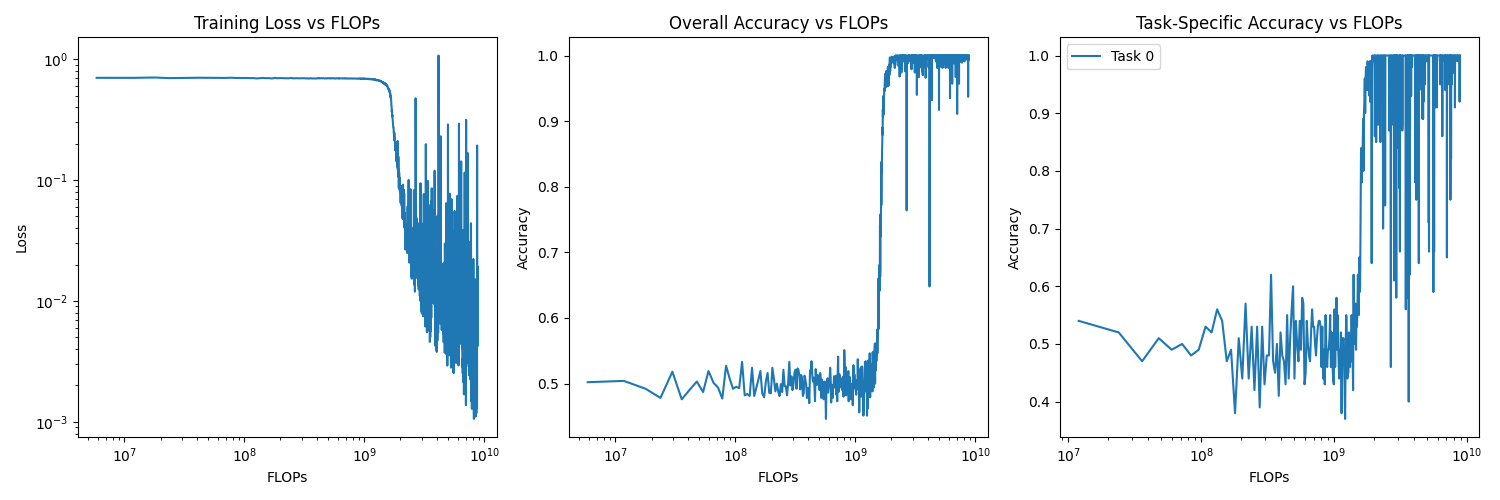 Training Loss vs FLOPs
10⁰
10⁻¹
10⁻²
10⁻³
Loss
10⁷
10⁸
10⁹
10¹⁰
FLOPs
Overall Accuracy vs FLOPs
1.0
0.9
0.8
0.7
0.6
0.5
Accuracy
10⁷
10⁸
10⁹
10¹⁰
FLOPs
Task-Specific Accuracy vs FLOPs
Task 0
1.0
0.9
0.8
0.7
0.6
0.5
0.4
Accuracy
10⁷
10⁸
10⁹
10¹⁰
FLOPs